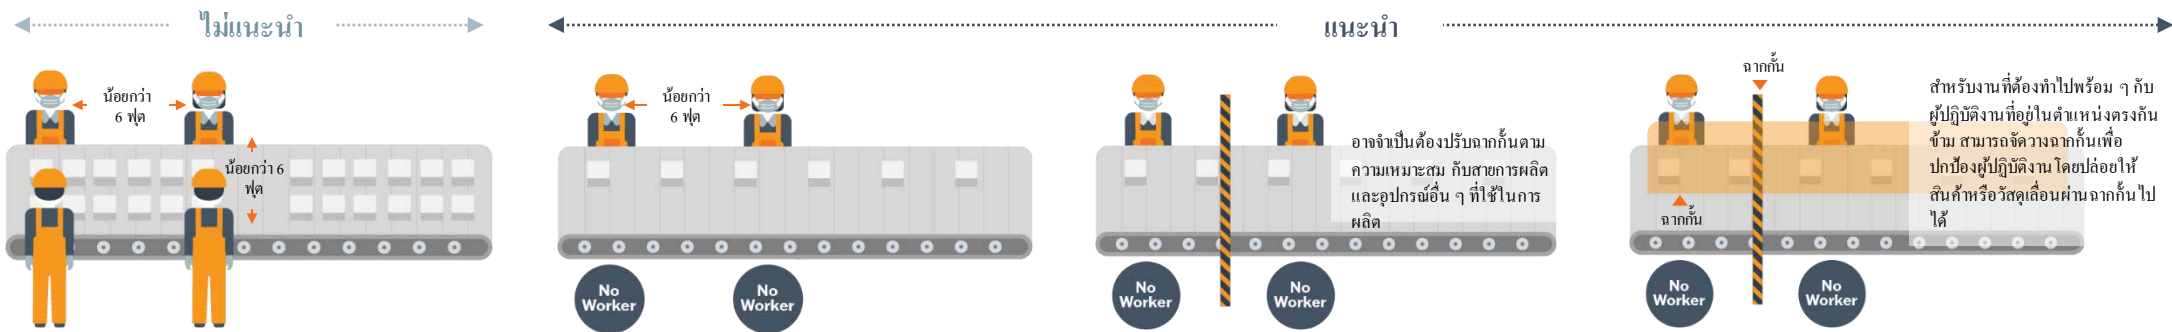 ไม่แนะนำ
แนะนำ
น้อยกว่า
6 ฟุต
น้อยกว่า 6
ฟุต
น้อยกว่า
6 ฟุต
No
Worker
No
Worker
อาจจำเป็นต้องปรับฉากกั้นตาม
ความเหมาะสม กับสายการผลิต
และอุปกรณ์อื่น ๆ ที่ใช้ในการ
ผลิต
No
Worker
No
Worker
ฉากกั้น
ฉากกั้น
สำหรับงานที่ต้องทำไปพร้อม ๆ กับ
ผู้ปฏิบัติงานที่อยู่ในตำแหน่งตรงกัน
ข้าม สามารถจัดวางฉากกั้นเพื่อ
ปกป้องผู้ปฏิบัติงานโดยปล่อยให้
สินค้าหรือวัสดุเลื่อนผ่านฉากกั้นไป
ได้
No
Worker
No
Worker